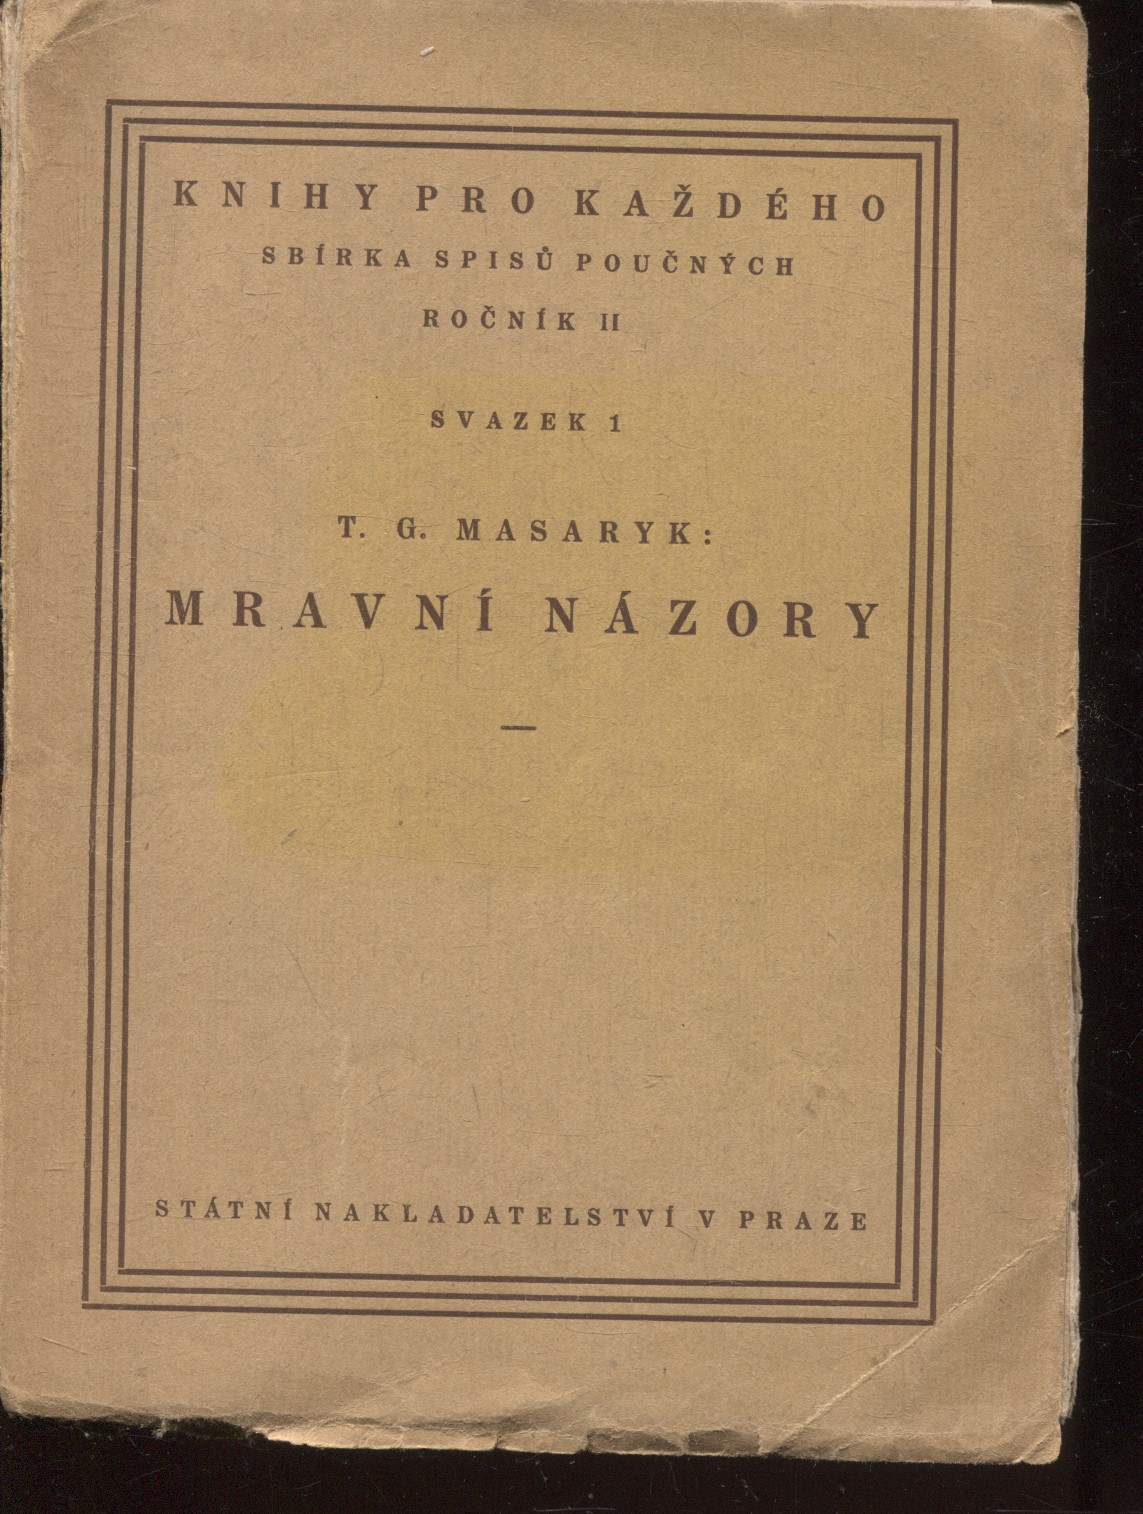 KNIHY PRO KAŽDÉHO
SBÍRKA SPISŮ POUČNÝCH
ROČNÍK II
SVAZEK 1
T. G. MASARYK:
MRAVNÍ NÁZORY
STÁTNÍ NAKLADATELSTVÍ V PRAZE